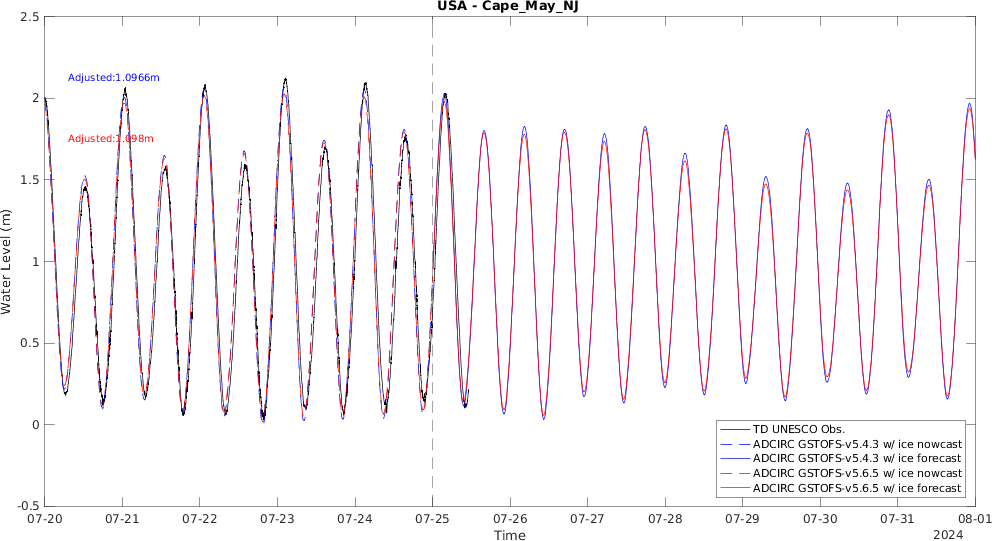 USA - Cape_May_NJ
2.5
2
1.5
1
0.5
0
-0.5
Water Level (m)
Adjusted:1.0966m
Adjusted:1.098m
TD UNESCO Obs.
ADCIRC GSTOFS-v5.4.3 w/ ice nowcast
ADCIRC GSTOFS-v5.4.3 w/ ice forecast
ADCIRC GSTOFS-v5.6.5 w/ ice nowcast
ADCIRC GSTOFS-v5.6.5 w/ ice forecast
07-20 07-21 07-22 07-23 07-24 07-25 07-26 07-27 07-28 07-29 07-30 07-31 08-01
Time
2024